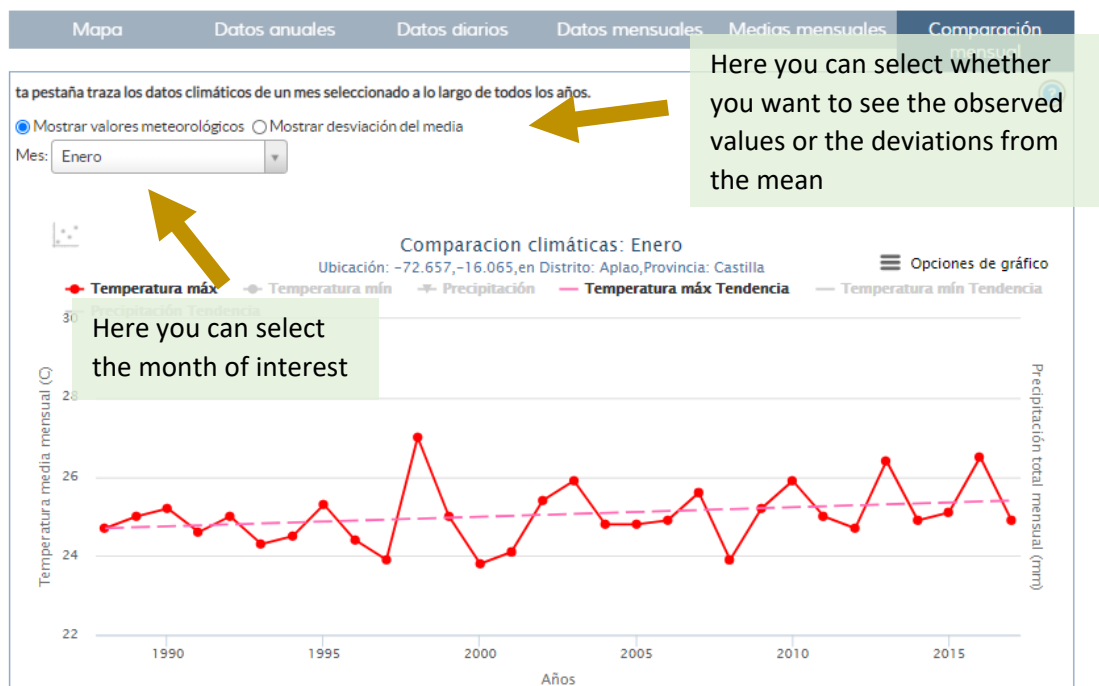 Mapa Datos anuales Datos diarios Datos mensuales Medias mensuales Comparación
mensual
Here you can select whether
you want to see the observed
values or the deviations from
the mean
ta pestaña traza los datos climáticos de un mes seleccionado a lo largo de todos los años.
Mostrar valores meteorológicos Mostrar desviación del media
Mes: Enero
Comparacion climáticas: Enero
Ubicación: -72.657,-16.065,en Distrito: Aplao,Provincia: Castilla
Opciones de gráfico
Temperatura máx Temperatura mín Precipitación Temperatura máx Tendencia Temperatura mín Tendencia
Precipitación Tendencia
Here you can select
the month of interest
30
28
26
24
22
Temperatura media mensual (C)
Precipitación total mensual (mm)
1990 1995 2000 2005 2010 2015
Años